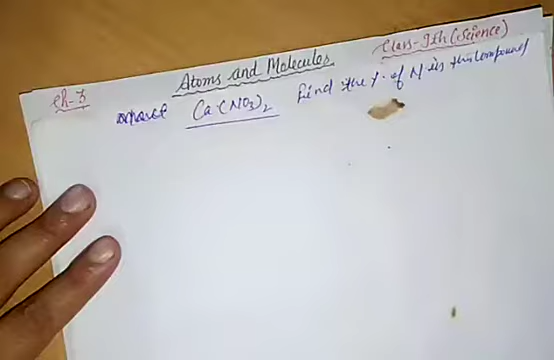 Class-9th (Science)
Ch-3 Atoms and Molecules
Ca(NO3)2 find the % of N in this Compound